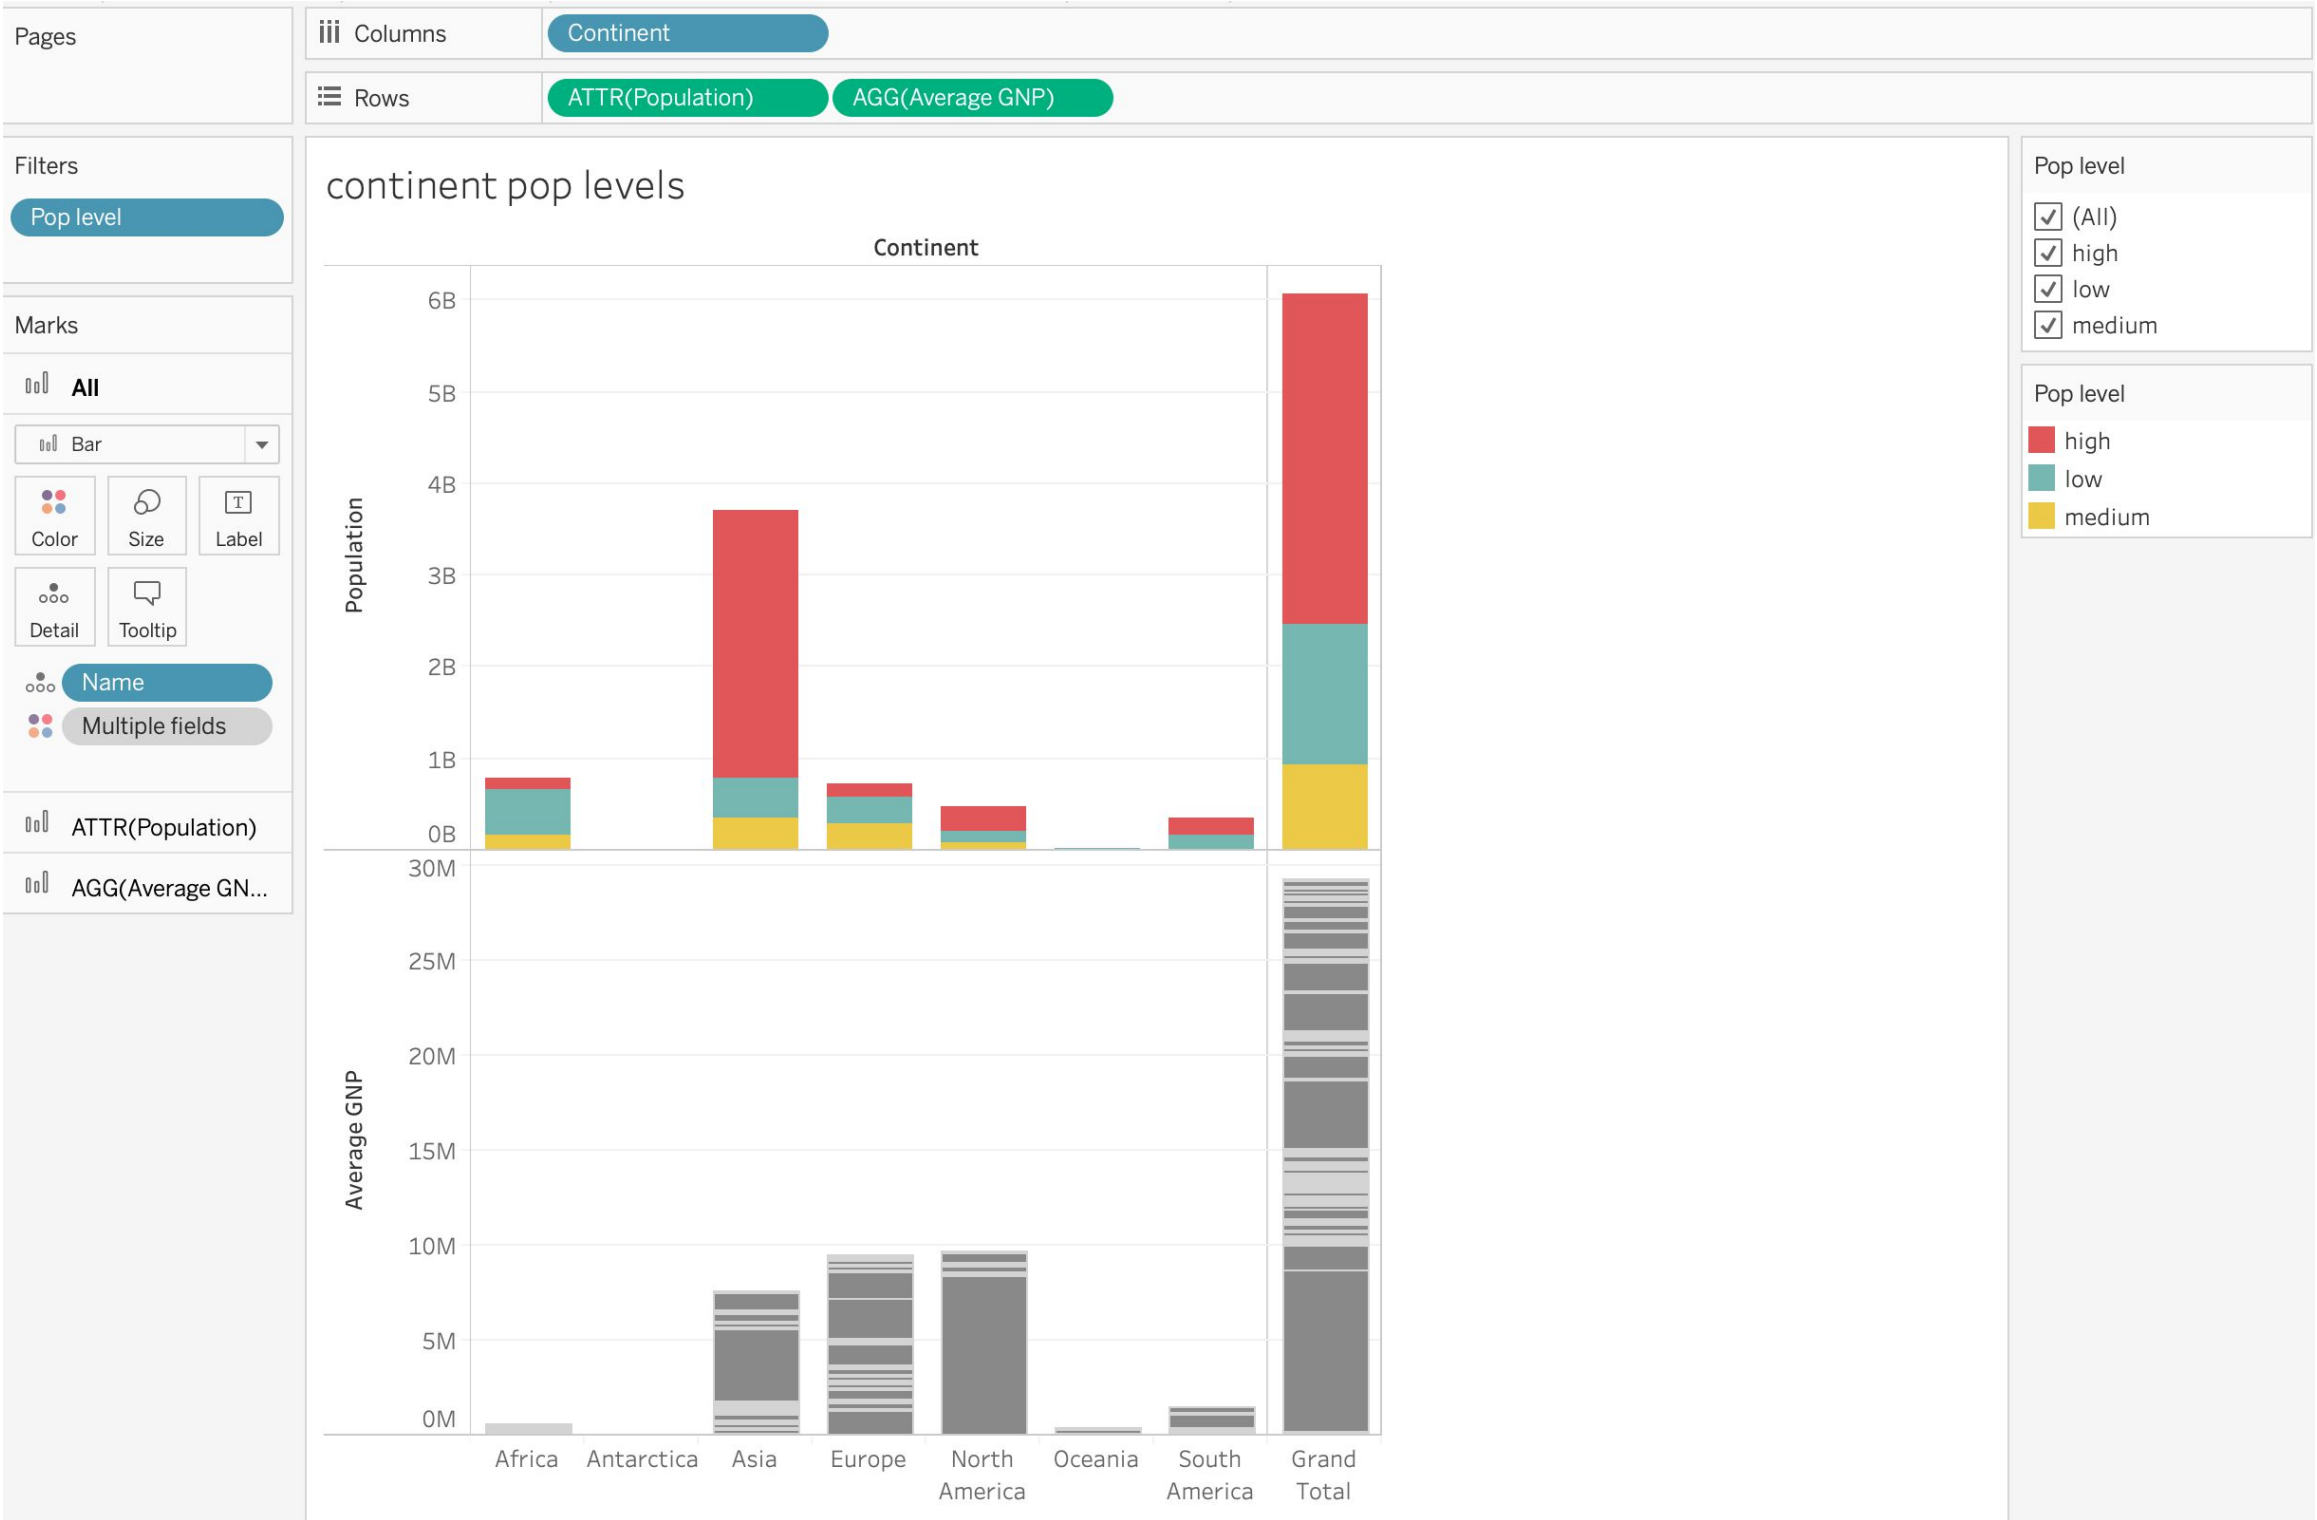 Pages
Columns
Continent
Rows
ATTR(Population)
AGG(Average GNP)
Filters
Pop level
Marks
All
Bar
Color
Size
T
Label
Detail
Tooltip
Name
Multiple fields
ATTR(Population)
AGG(Average GN...
continent pop levels
Continent
Population
6B
5B
4B
3B
2B
1B
0B
Average GNP
30M
25M
20M
15M
10M
5M
0M
Africa
Antarctica
Asia
Europe
North
America
Oceania
South
America
Grand
Total
Pop level
(All)
high
low
medium
Pop level
high
low
medium